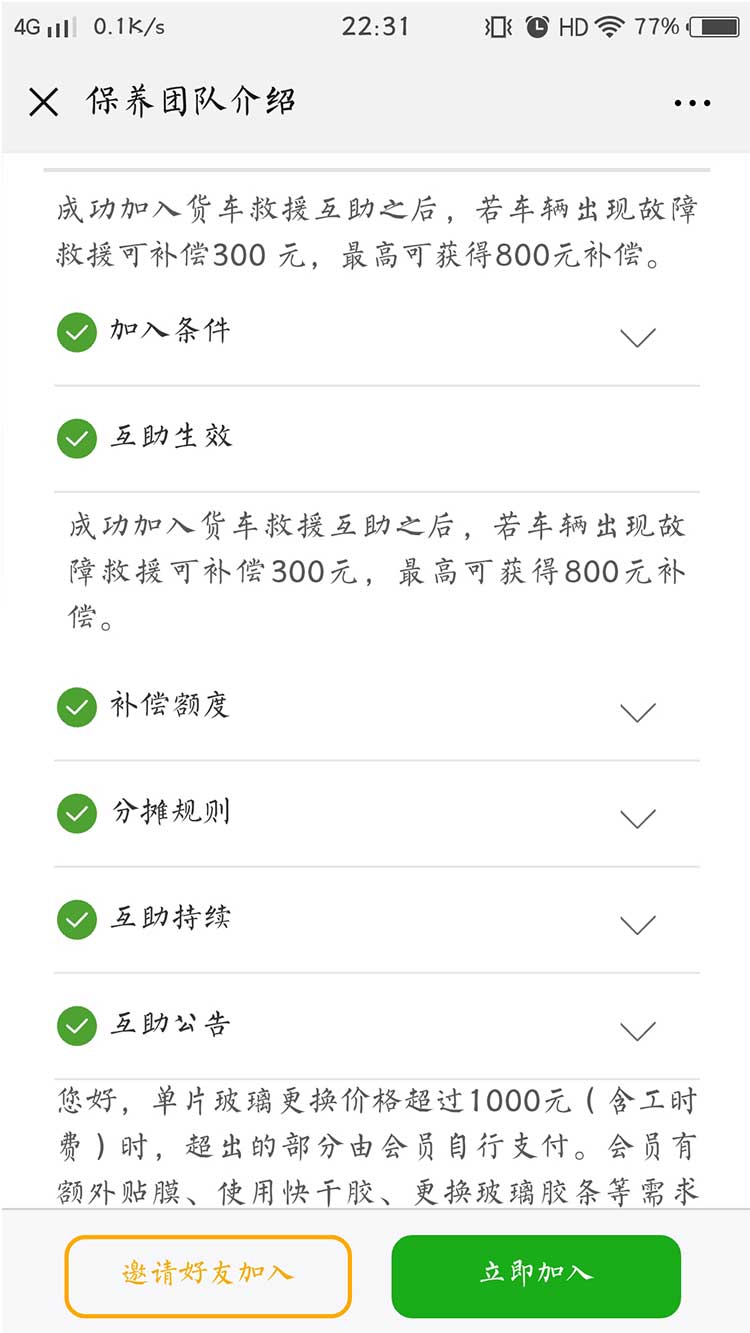 4G 0.1K/s 22:31 HD 77%
保养团队介绍
成功加入货车救援互助之后，若车辆出现故障
救援可补偿300 元，最高可获得800元补偿。
加入条件
互助生效
成功加入货车救援互助之后，若车辆出现故
障救援可补偿300元，最高可获得800元补
偿。
补偿额度
分摊规则
互助持续
互助公告
您好，单片玻璃更换价格超过1000元（含工时
费）时，超出的部分由会员自行支付。会员有
额外贴膜、使用快干胶、更换玻璃胶条等需求
邀请好友加入
立即加入